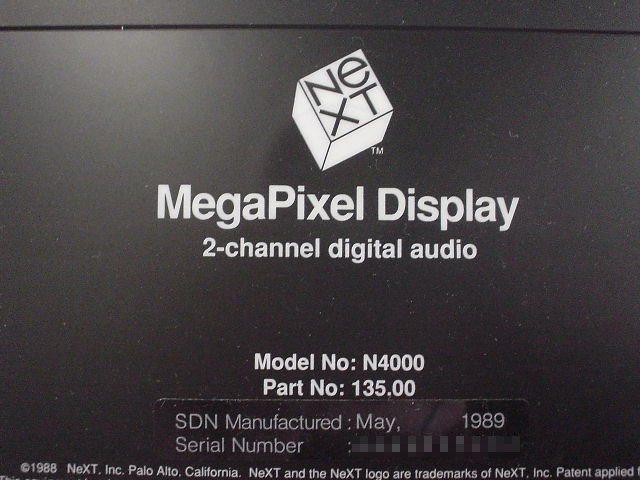 NeXT
TM
MegaPixel Display
2-channel digital audio
Model No: N4000
Part No: 135.00
SDN Manufactured : May, 1989
Serial Number :
©1988 NeXT, Inc. Palo Alto, California. NeXT and the NeXT logo are trademarks of NeXT, Inc. Patent applied f